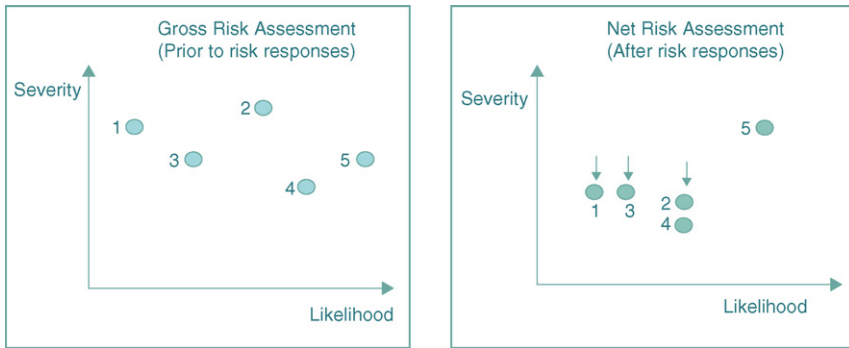 Gross Risk Assessment
(Prior to risk responses)
Severity
2
1
3
5
4
Likelihood
Net Risk Assessment
(After risk responses)
Severity
5
1
3
2
4
Likelihood